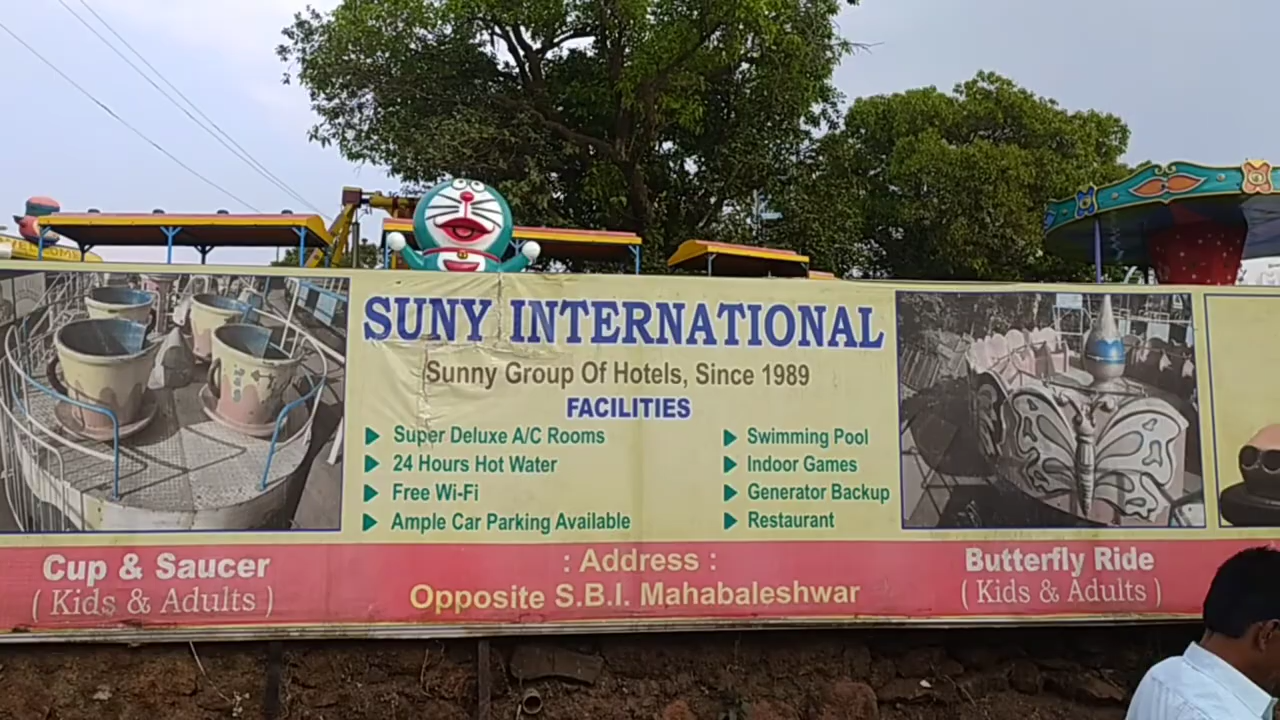 WELCOME
SUNY INTERNATIONAL
Sunny Group Of Hotels, Since 1989
FACILITIES
Super Deluxe A/C Rooms
24 Hours Hot Water
Free Wi-Fi
Ample Car Parking Available
Swimming Pool
Indoor Games
Generator Backup
Restaurant
Cup & Saucer
( Kids & Adults )
: Address :
Opposite S.B.I. Mahabaleshwar
Butterfly Ride
( Kids & Adults )